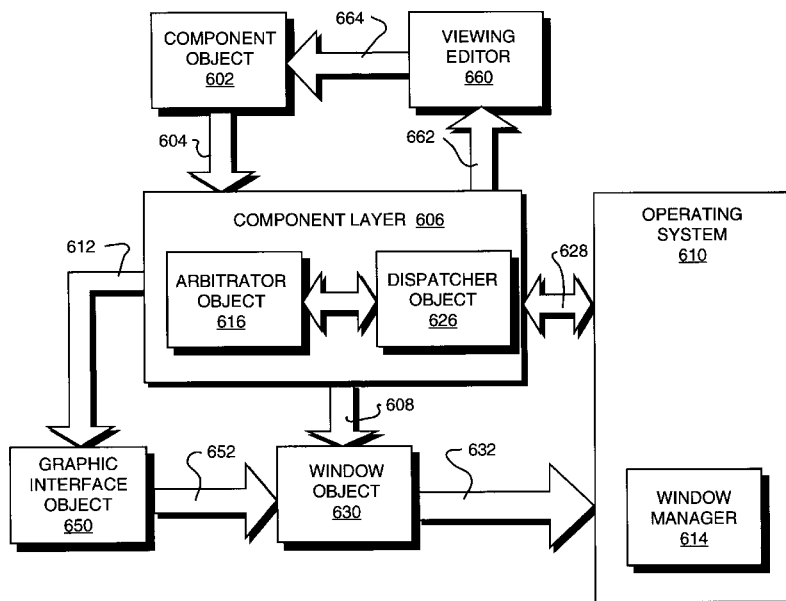 COMPONENT
OBJECT
602
664
VIEWING
EDITOR
660
604
662
COMPONENT LAYER 606
OPERATING
SYSTEM
610
612
ARBITRATOR
OBJECT
616
DISPATCHER
OBJECT
626
628
608
GRAPHIC
INTERFACE
OBJECT
650
652
WINDOW
OBJECT
630
632
WINDOW
MANAGER
614